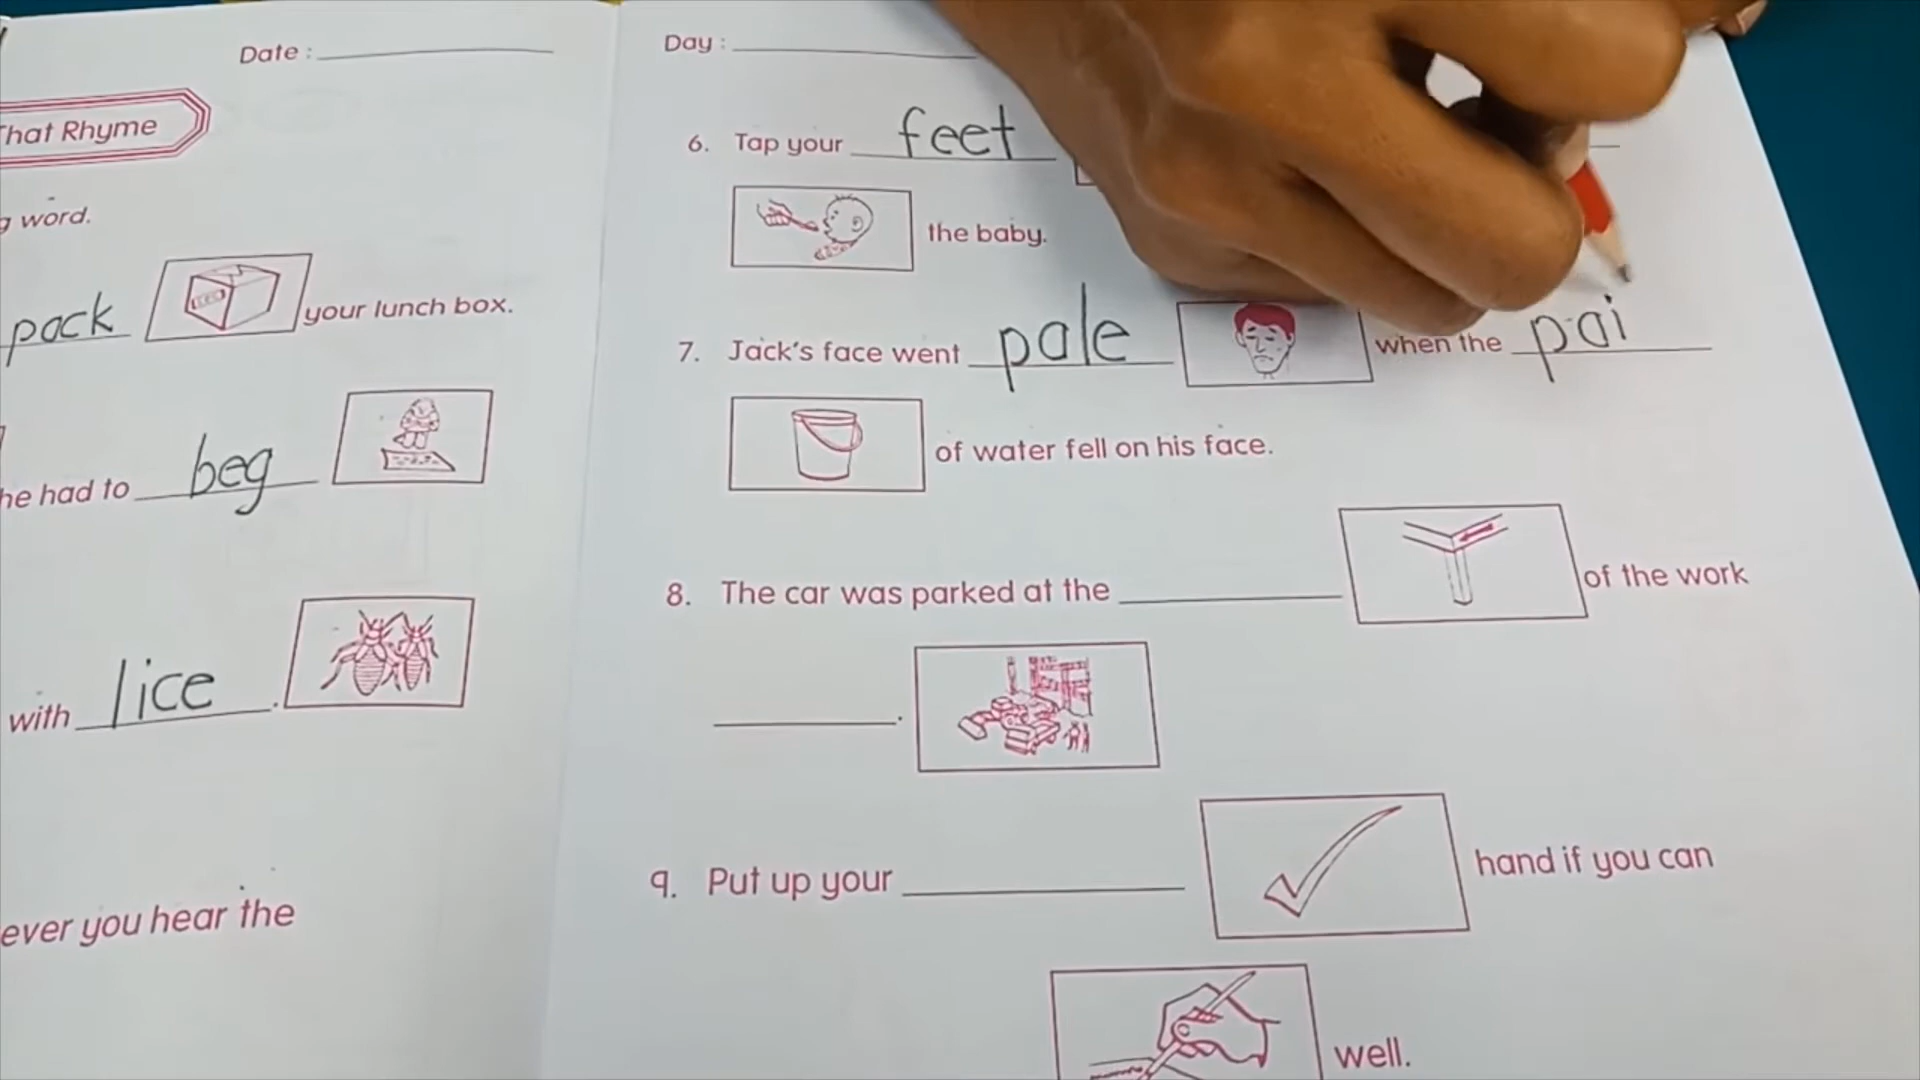 Date :
That Rhyme
g word.
pack your lunch box.
he had to beg
with lice .
ever you hear the
Day :
6. Tap your feet
the baby.
7. Jack's face went pale when the pai
of water fell on his face.
8. The car was parked at the of the work
.
9. Put up your hand if you can
well.